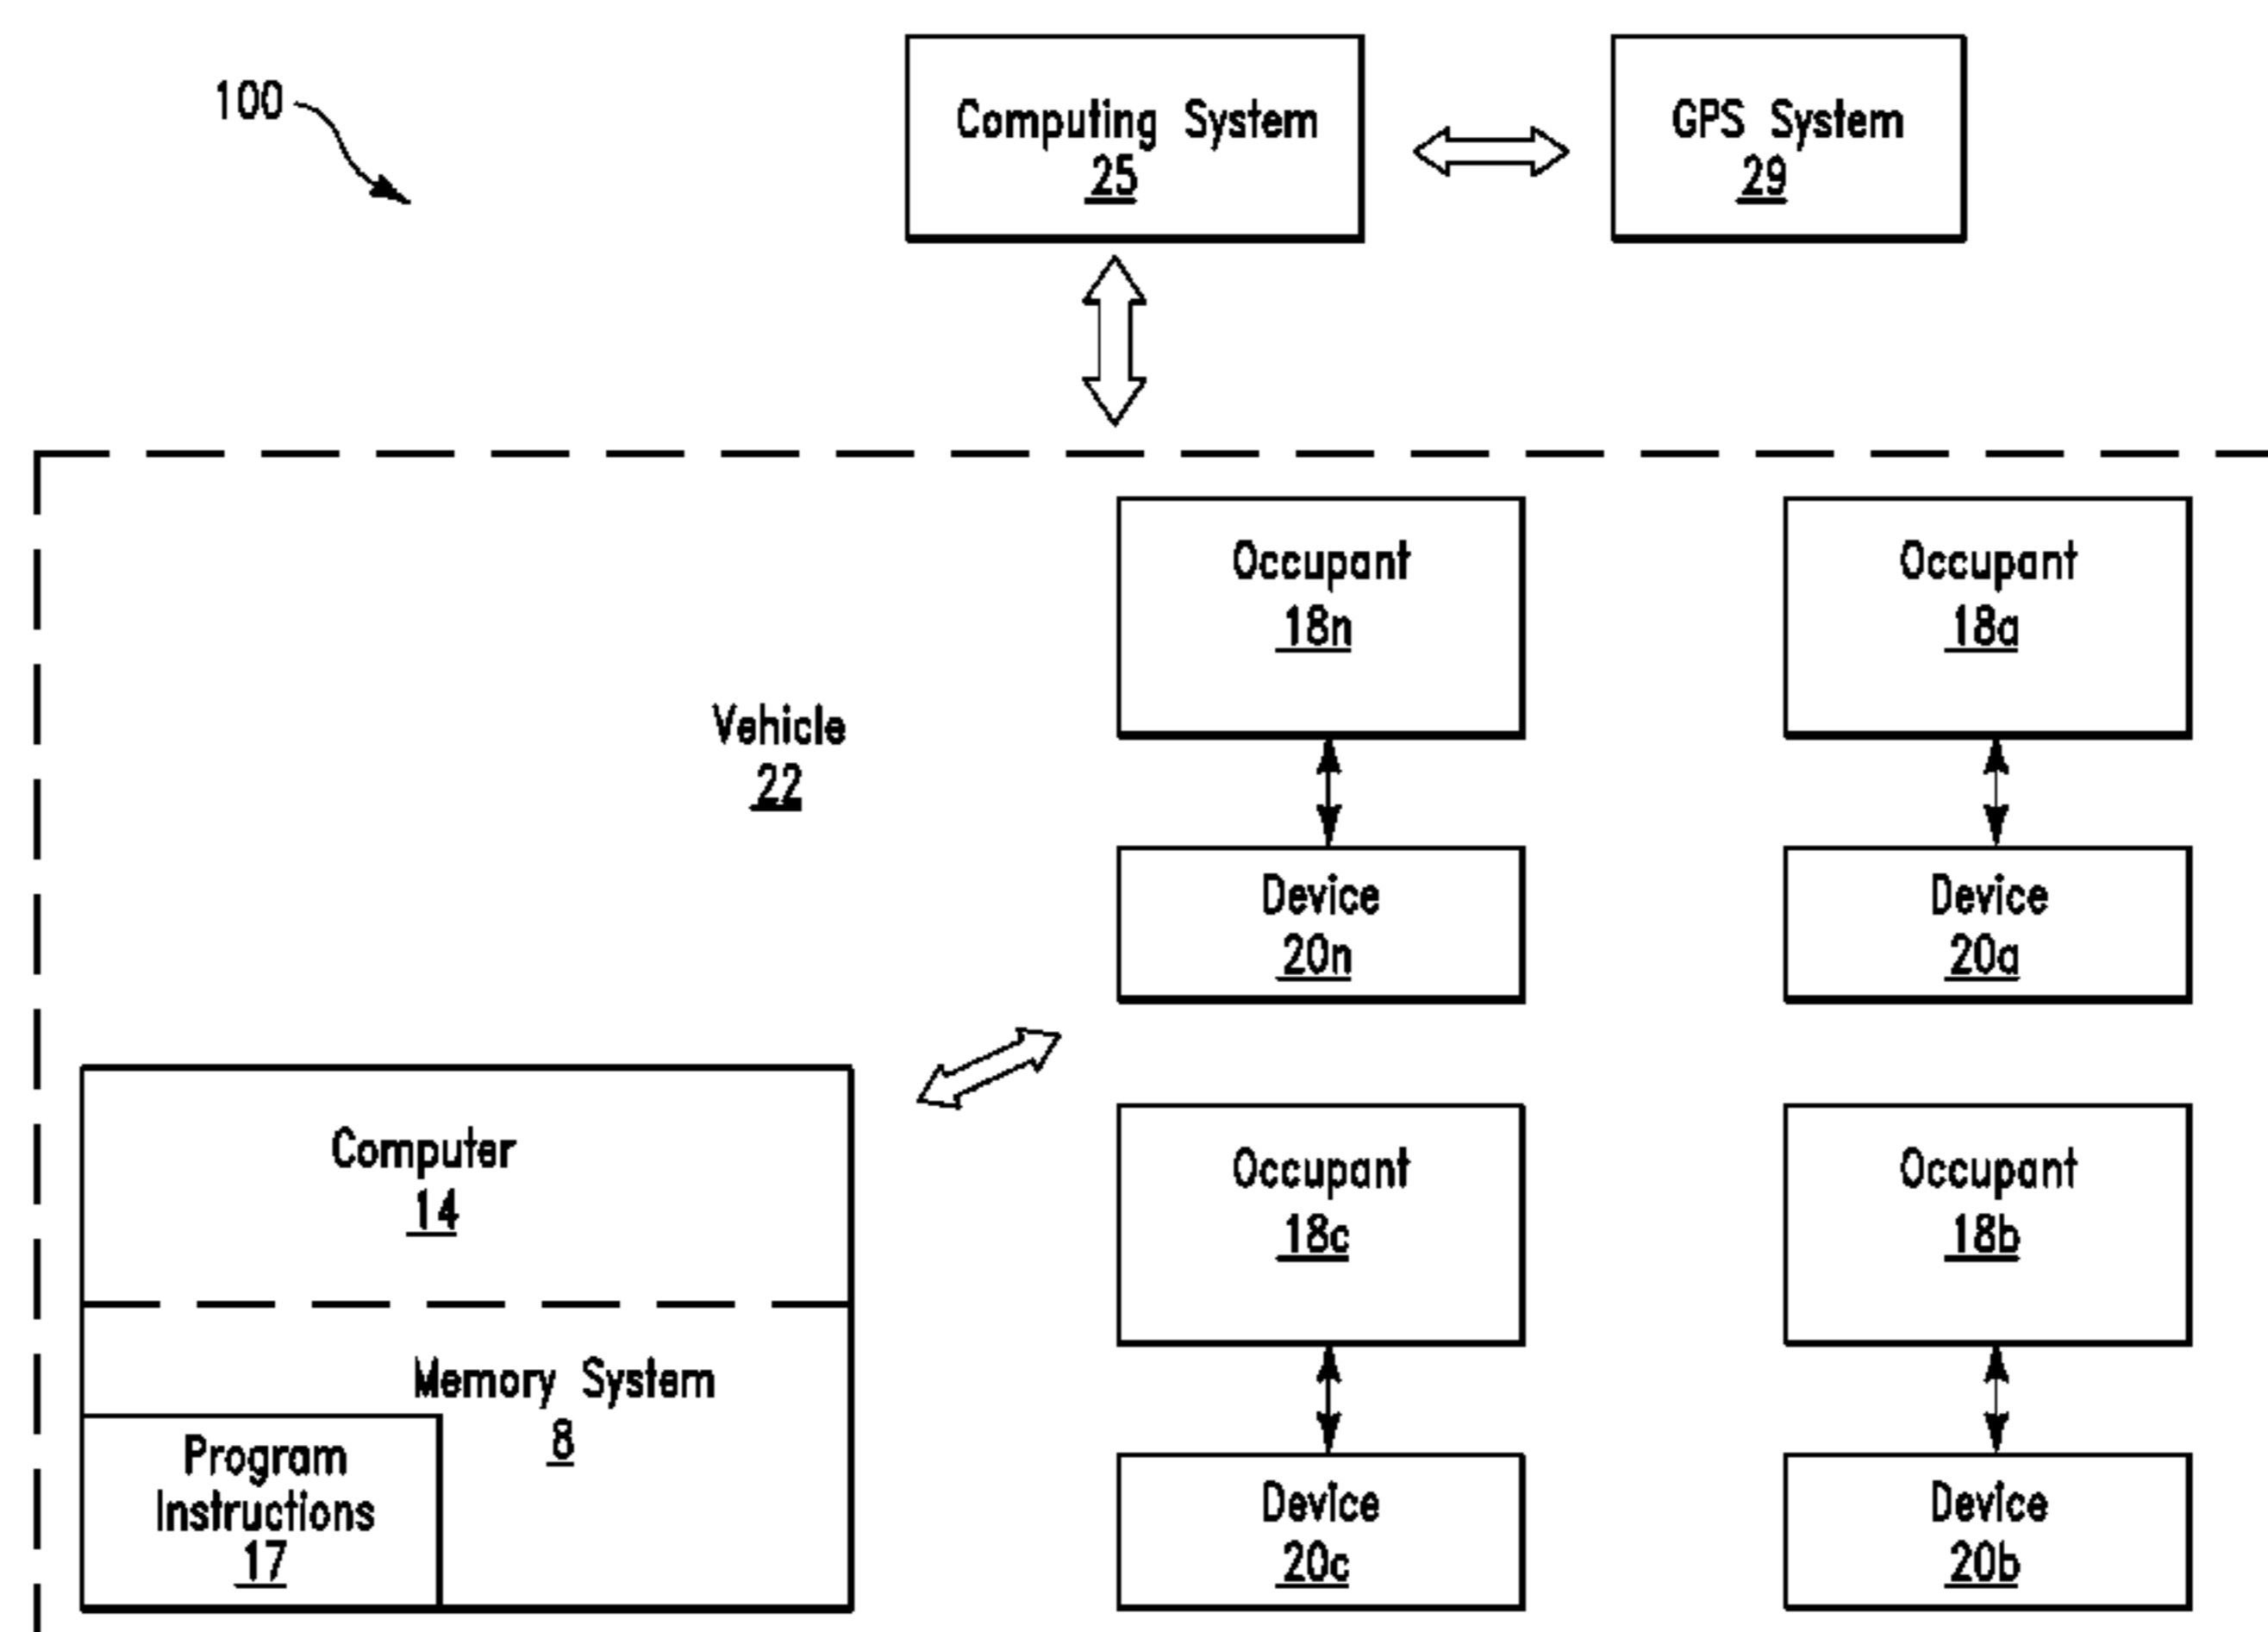 100
Computing System
25
GPS System
29
Occupant
18n
Occupant
18a
Vehicle
22
Device
20n
Device
20a
Computer
14
Occupant
18c
Occupant
18b
Memory System
8
Program
Instructions
17
Device
20c
Device
20b